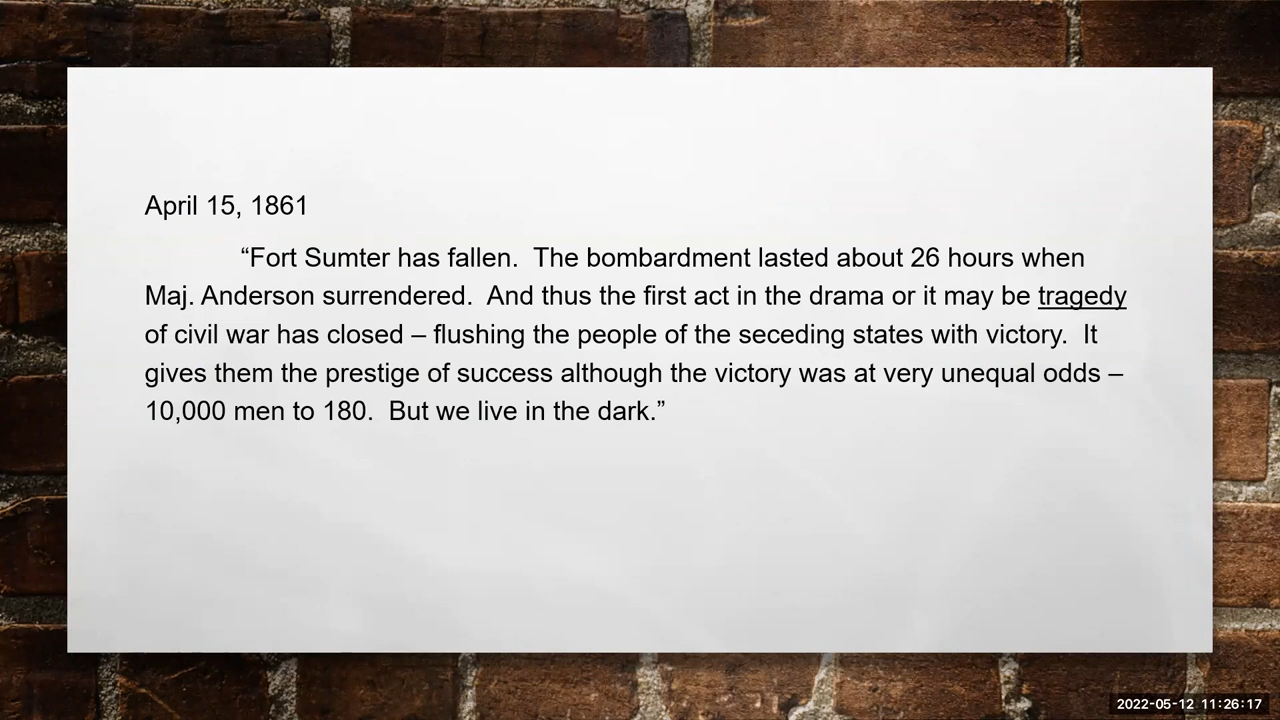 April 15, 1861
“Fort Sumter has fallen.  The bombardment lasted about 26 hours when
Maj. Anderson surrendered.  And thus the first act in the drama or it may be tragedy
of civil war has closed – flushing the people of the seceding states with victory.  It
gives them the prestige of success although the victory was at very unequal odds –
10,000 men to 180.  But we live in the dark.”
2022-05-12 11:26:17